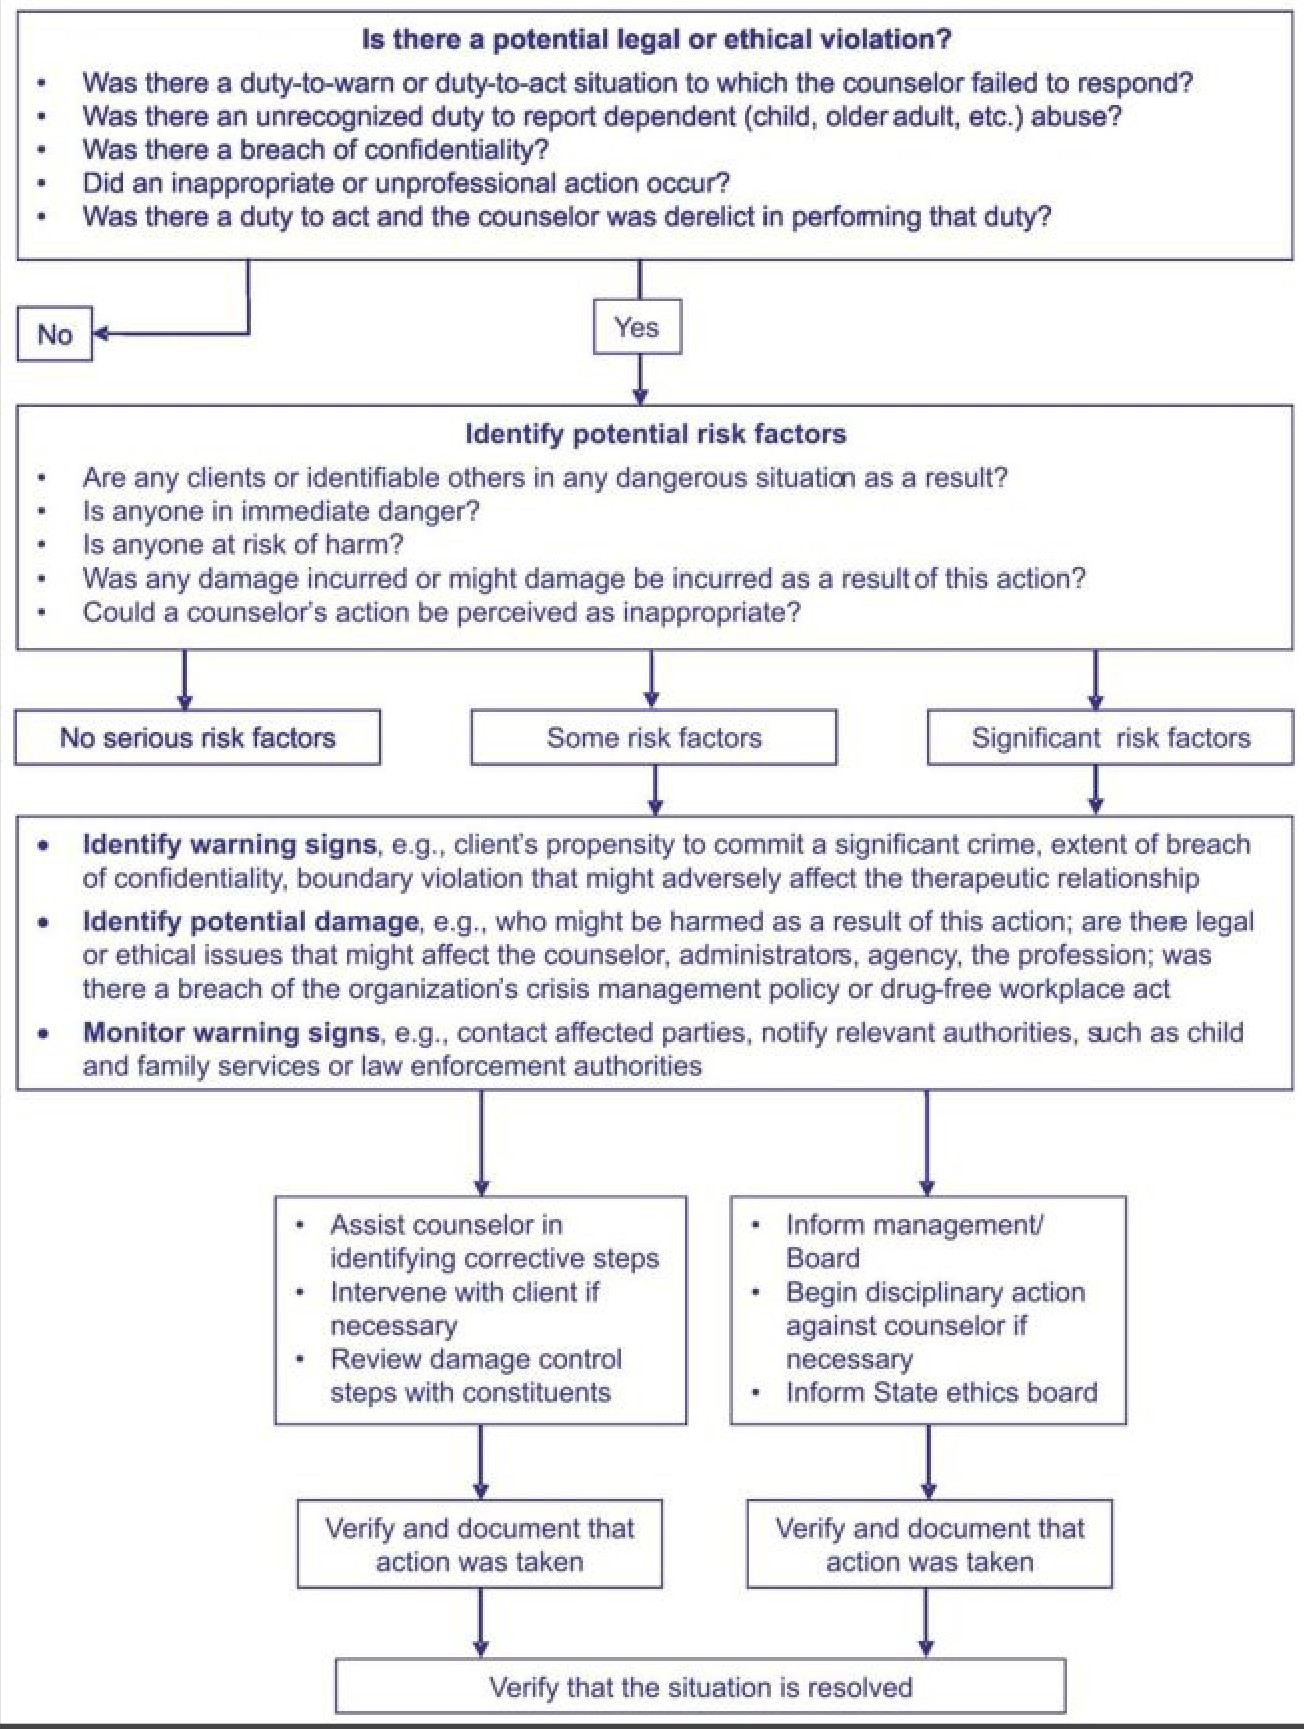 Is there a potential legal or ethical violation?
• Was there a duty-to-warn or duty-to-act situation to which the counselor failed to respond?
• Was there an unrecognized duty to report dependent (child, older adult, etc.) abuse?
• Was there a breach of confidentiality?
• Did an inappropriate or unprofessional action occur?
• Was there a duty to act and the counselor was derelict in performing that duty?
No
Yes
Identify potential risk factors
• Are any clients or identifiable others in any dangerous situation as a result?
• Is anyone in immediate danger?
• Is anyone at risk of harm?
• Was any damage incurred or might damage be incurred as a result of this action?
• Could a counselor's action be perceived as inappropriate?
No serious risk factors
Some risk factors
Significant risk factors
• Identify warning signs, e.g., client's propensity to commit a significant crime, extent of breach
of confidentiality, boundary violation that might adversely affect the therapeutic relationship
• Identify potential damage, e.g., who might be harmed as a result of this action; are there legal
or ethical issues that might affect the counselor, administrators, agency, the profession; was
there a breach of the organization's crisis management policy or drug-free workplace act
• Monitor warning signs, e.g., contact affected parties, notify relevant authorities, such as child
and family services or law enforcement authorities
• Assist counselor in
identifying corrective steps
• Intervene with client if
necessary
• Review damage control
steps with constituents
• Inform management/
Board
• Begin disciplinary action
against counselor if
necessary
• Inform State ethics board
Verify and document that
action was taken
Verify and document that
action was taken
Verify that the situation is resolved